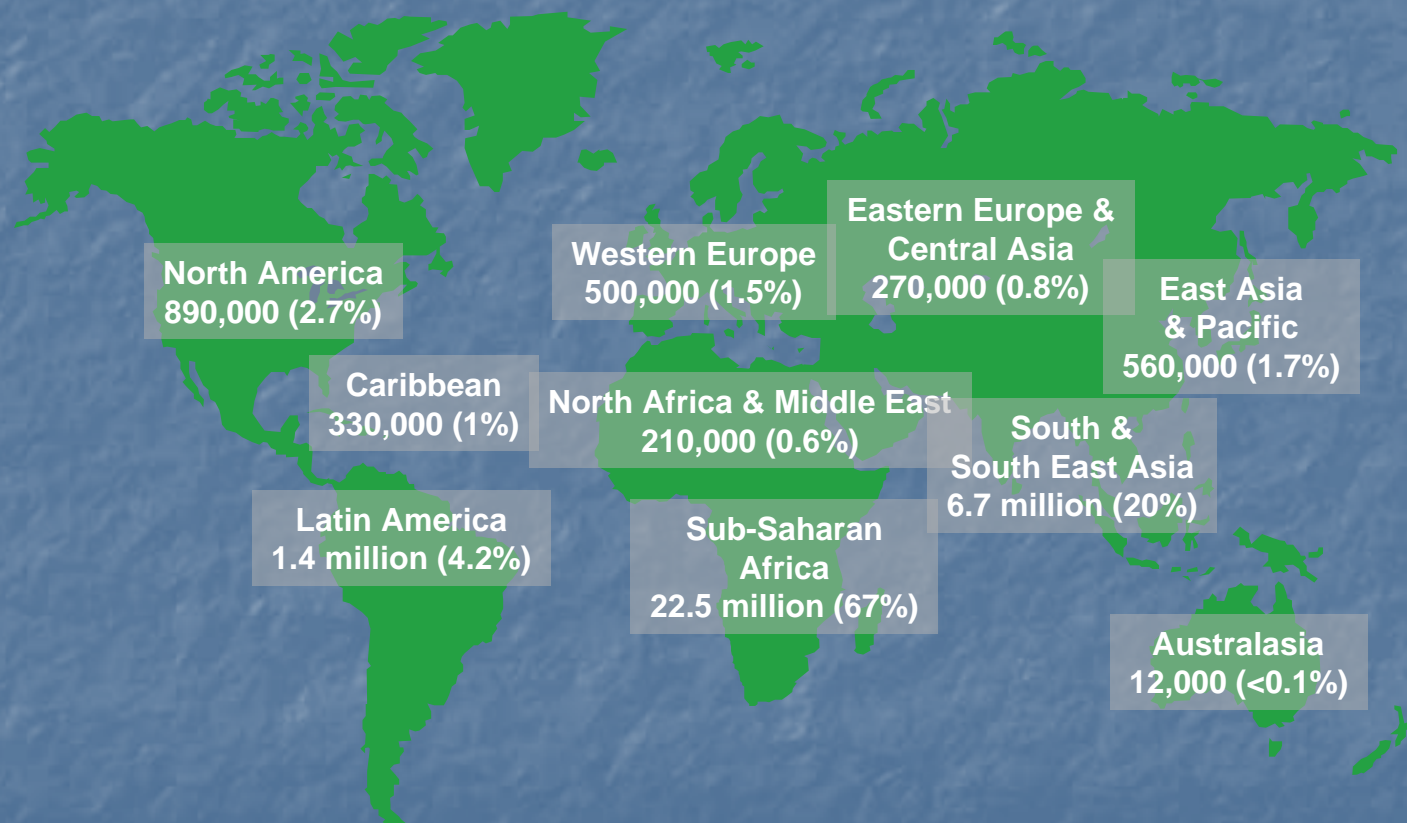 North America
890,000 (2.7%)
Western Europe
500,000 (1.5%)
Eastern Europe &
Central Asia
270,000 (0.8%)
East Asia
& Pacific
560,000 (1.7%)
Caribbean
330,000 (1%)
North Africa & Middle East
210,000 (0.6%)
South &
South East Asia
6.7 million (20%)
Latin America
1.4 million (4.2%)
Sub-Saharan
Africa
22.5 million (67%)
Australasia
12,000 (<0.1%)